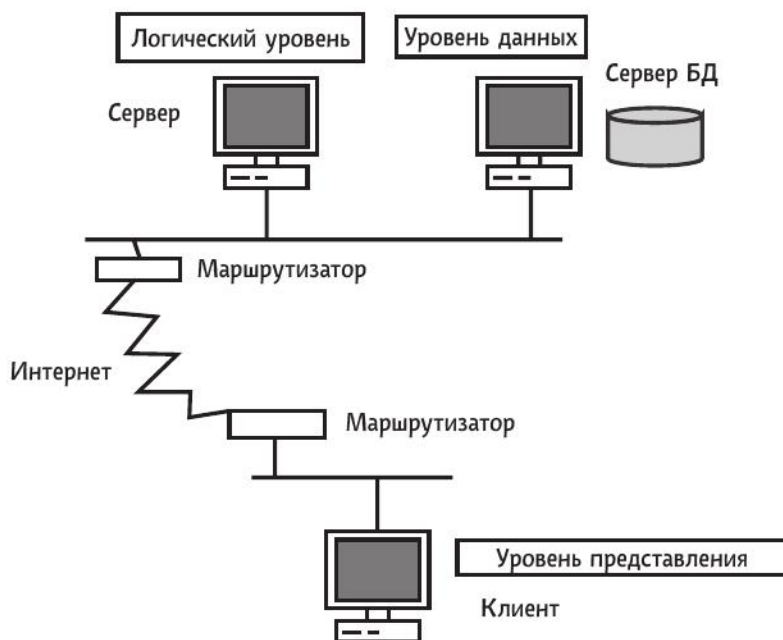 Логический уровень
Уровень данных
Сервер БД
Сервер
Маршрутизатор
Интернет
Маршрутизатор
Уровень представления
Клиент